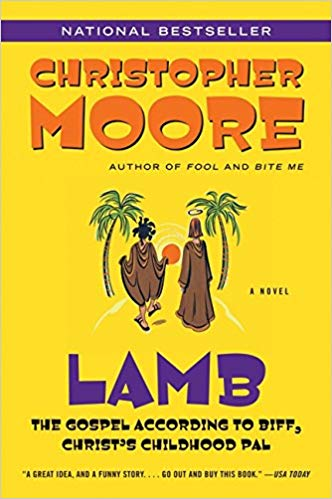 NATIONAL BESTSELLER
CHRISTOPHER
MOORE
AUTHOR OF FOOL AND BITE ME
A NOVEL
LAMB
THE GOSPEL ACCORDING TO BIFF,
CHRIST'S CHILDHOOD PAL
"A GREAT IDEA, AND A FUNNY STORY. . . . GO OUT AND BUY THIS BOOK." —USA TODAY